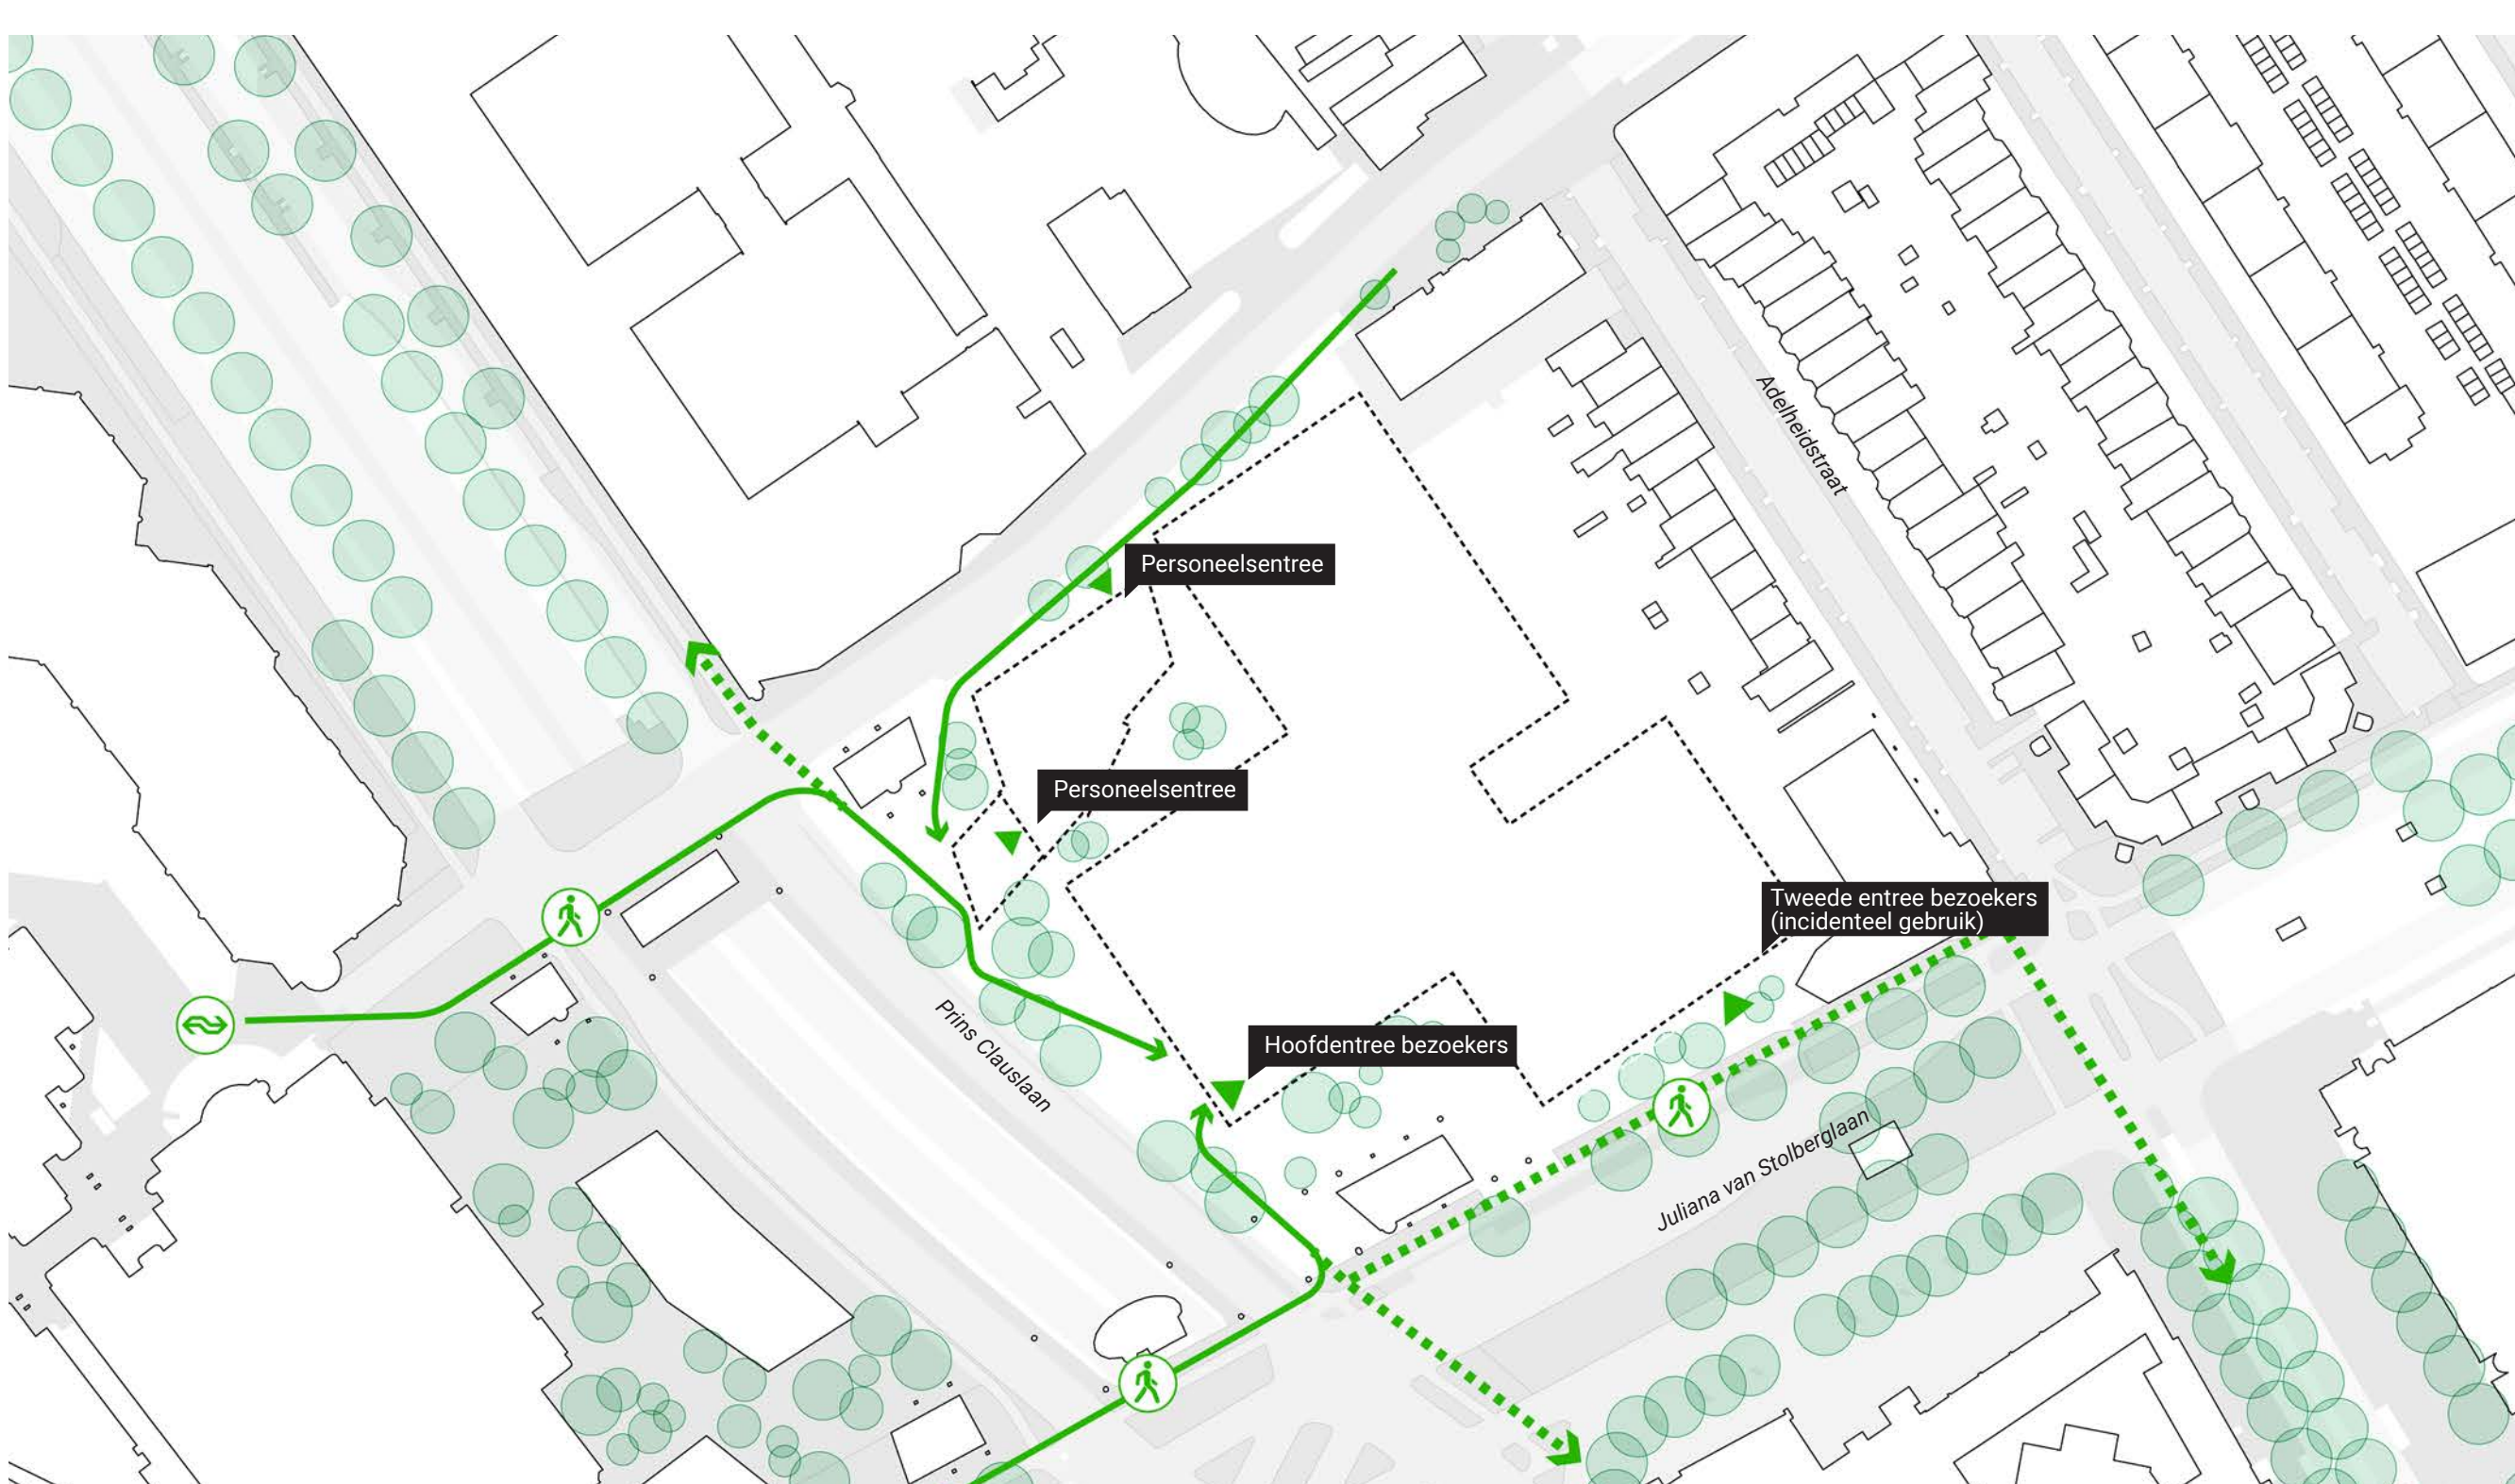 Adelheidstraat
Personeelsentree
Personeelsentree
Tweede entree bezoekers
(incidenteel gebruik)
Prins Clauslaan
Hoofdentree bezoekers
Juliana van Stolberglaan